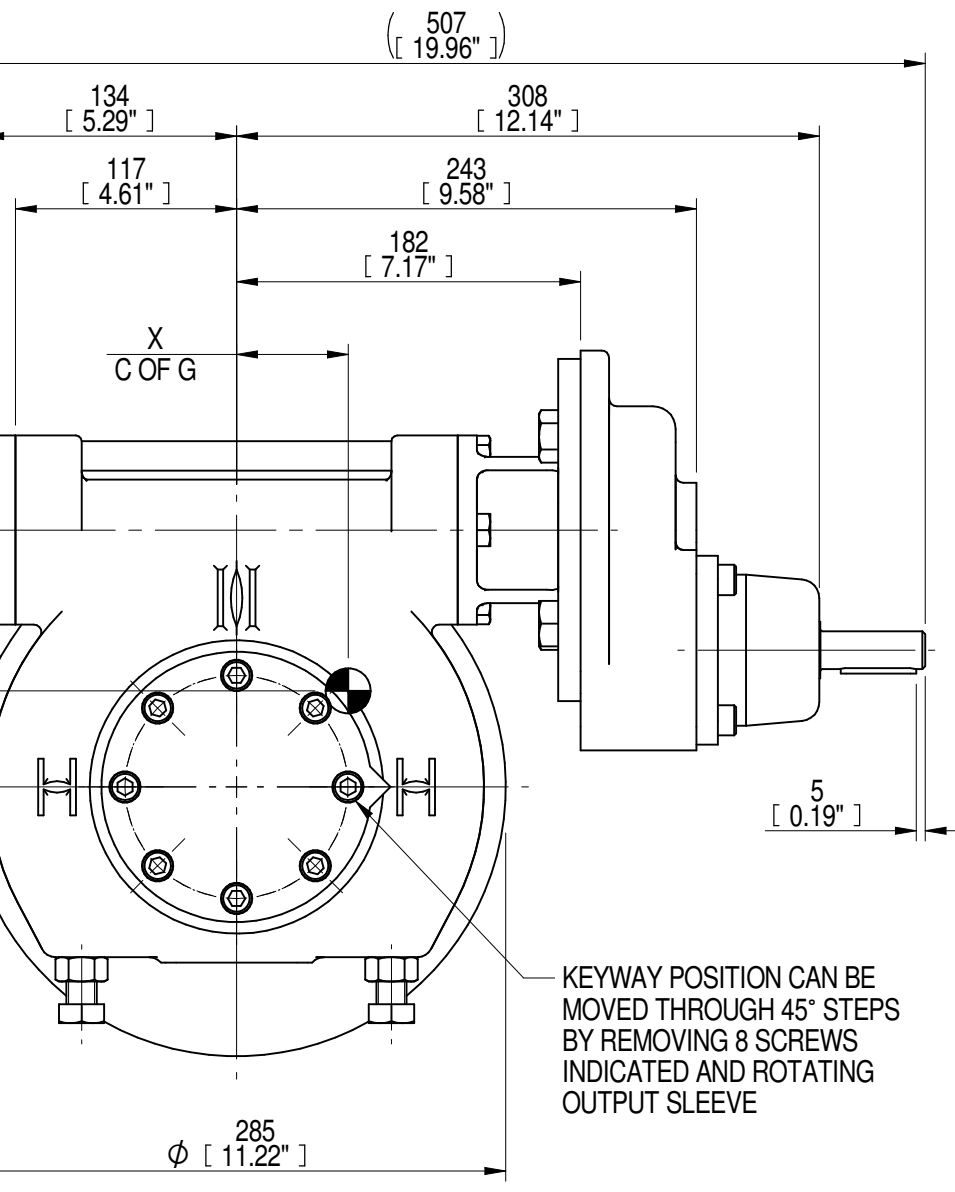 ( 507
[ 19.96" ] )
134
[ 5.29" ]
308
[ 12.14" ]
117
[ 4.61" ]
243
[ 9.58" ]
182
[ 7.17" ]
X
C OF G
5
[ 0.19" ]
KEYWAY POSITION CAN BE
MOVED THROUGH 45° STEPS
BY REMOVING 8 SCREWS
INDICATED AND ROTATING
OUTPUT SLEEVE
285
ϕ [ 11.22" ]